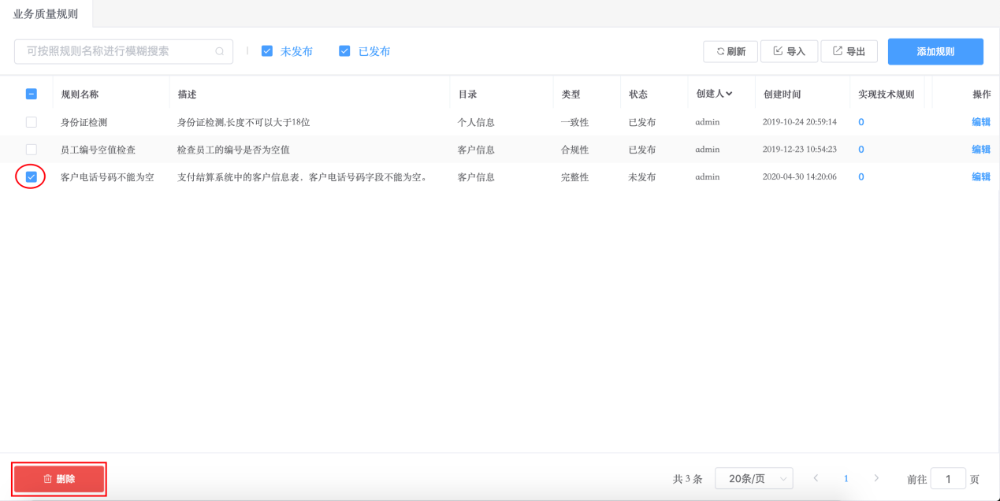 业务质量规则
可按照规则名称进行模糊搜索 未发布 已发布 刷新 导入 导出 添加规则
规则名称 描述 目录 类型 状态 创建人 创建时间 实现技术规则 操作
身份证检测 身份证检测,长度不可以大于18位 个人信息 一致性 已发布 admin 2019-10-24 20:59:14 0 编辑
员工编号空值检查 检查员工的编号是否为空值 客户信息 合规性 已发布 admin 2019-12-23 10:54:23 0 编辑
客户电话号码不能为空 支付结算系统中的客户信息表，客户电话号码字段不能为空。 客户信息 完整性 未发布 admin 2020-04-30 14:20:06 0 编辑
删除 共 3 条 20条/页 1 前往 1 页